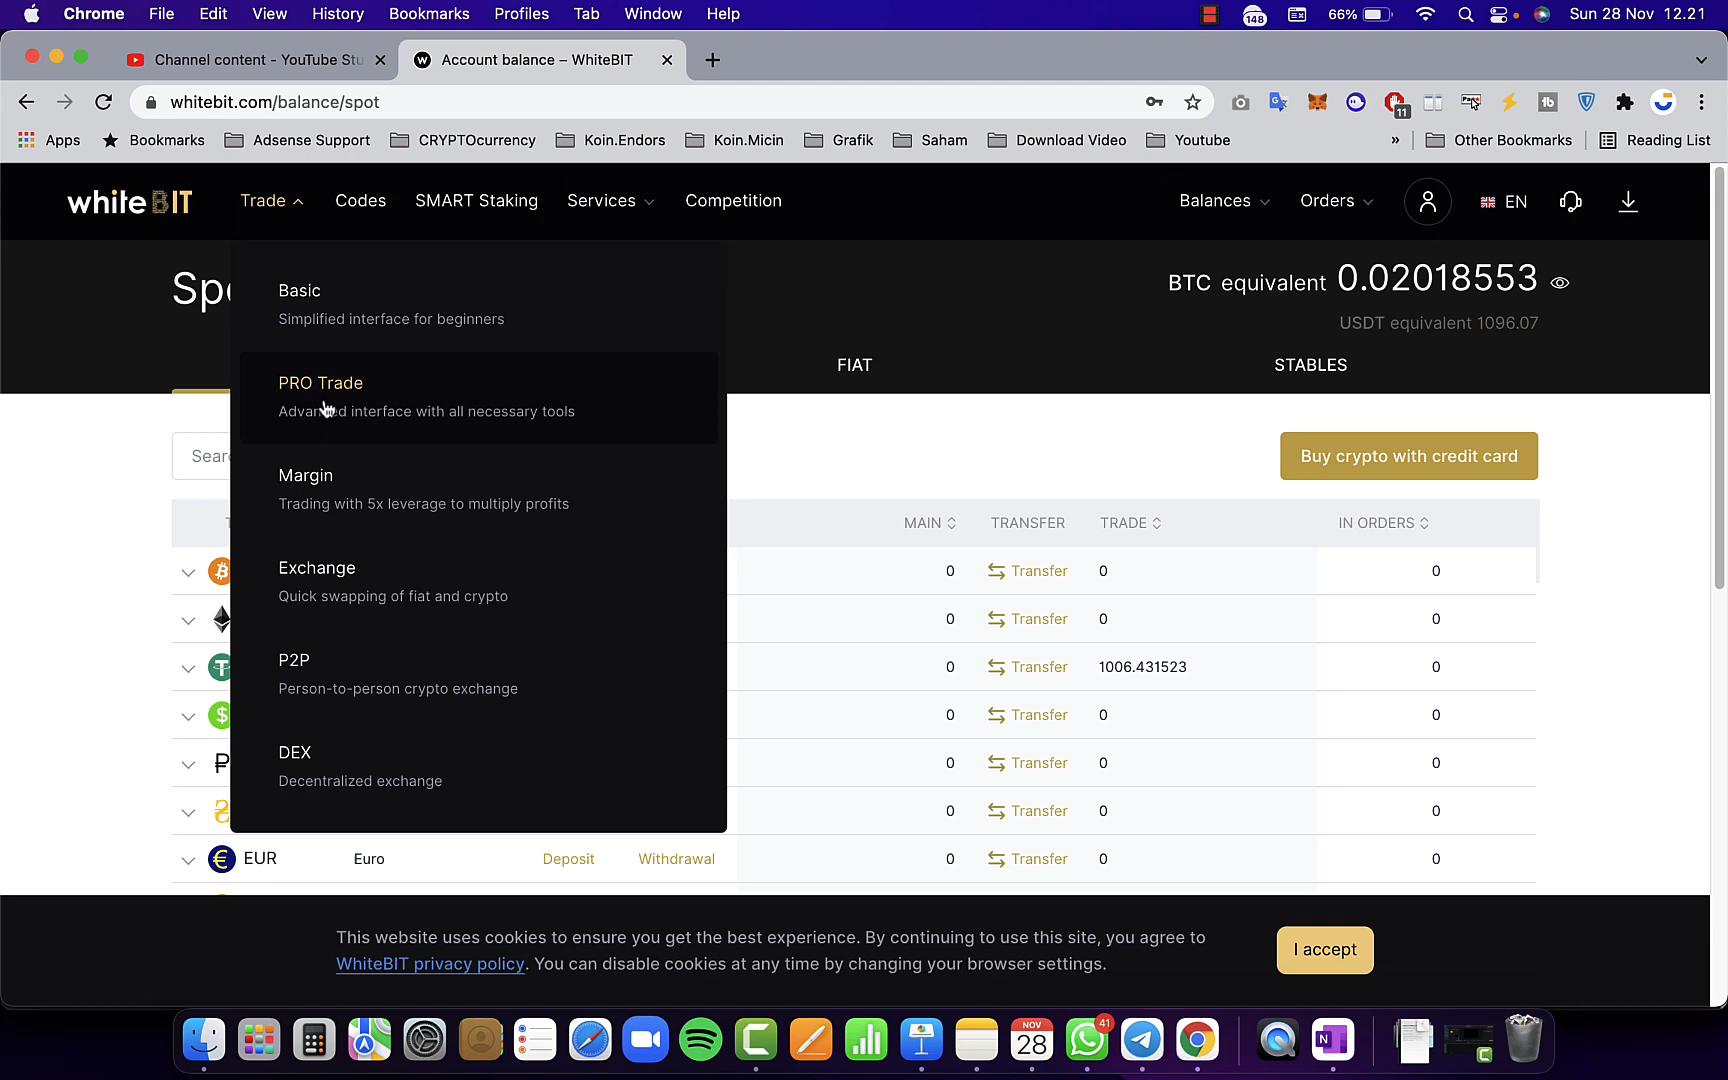 Chrome File Edit View History Bookmarks Profiles Tab Window Help 148 66% Sun 28 Nov 12.21
Channel content - YouTube Stu
Account balance – WhiteBIT
whitebit.com/balance/spot
11
Apps Bookmarks Adsense Support CRYPTOcurrency Koin.Endors Koin.Micin Grafik Saham Download Video Youtube » Other Bookmarks Reading List
whiteBIT Trade Codes SMART Staking Services Competition Balances Orders EN
BTC equivalent 0.02018553
USDT equivalent 1096.07
FIAT STABLES
Basic
Simplified interface for beginners
PRO Trade
Advanced interface with all necessary tools
Margin
Trading with 5x leverage to multiply profits
Exchange
Quick swapping of fiat and crypto
P2P
Person-to-person crypto exchange
DEX
Decentralized exchange
Buy crypto with credit card
MAIN TRANSFER TRADE IN ORDERS
0 Transfer 0 0
0 Transfer 0 0
0 Transfer 1006.431523 0
0 Transfer 0 0
0 Transfer 0 0
0 Transfer 0 0
EUR Euro Deposit Withdrawal 0 Transfer 0 0
This website uses cookies to ensure you get the best experience. By continuing to use this site, you agree to
WhiteBIT privacy policy. You can disable cookies at any time by changing your browser settings.
I accept
NOV
28
41